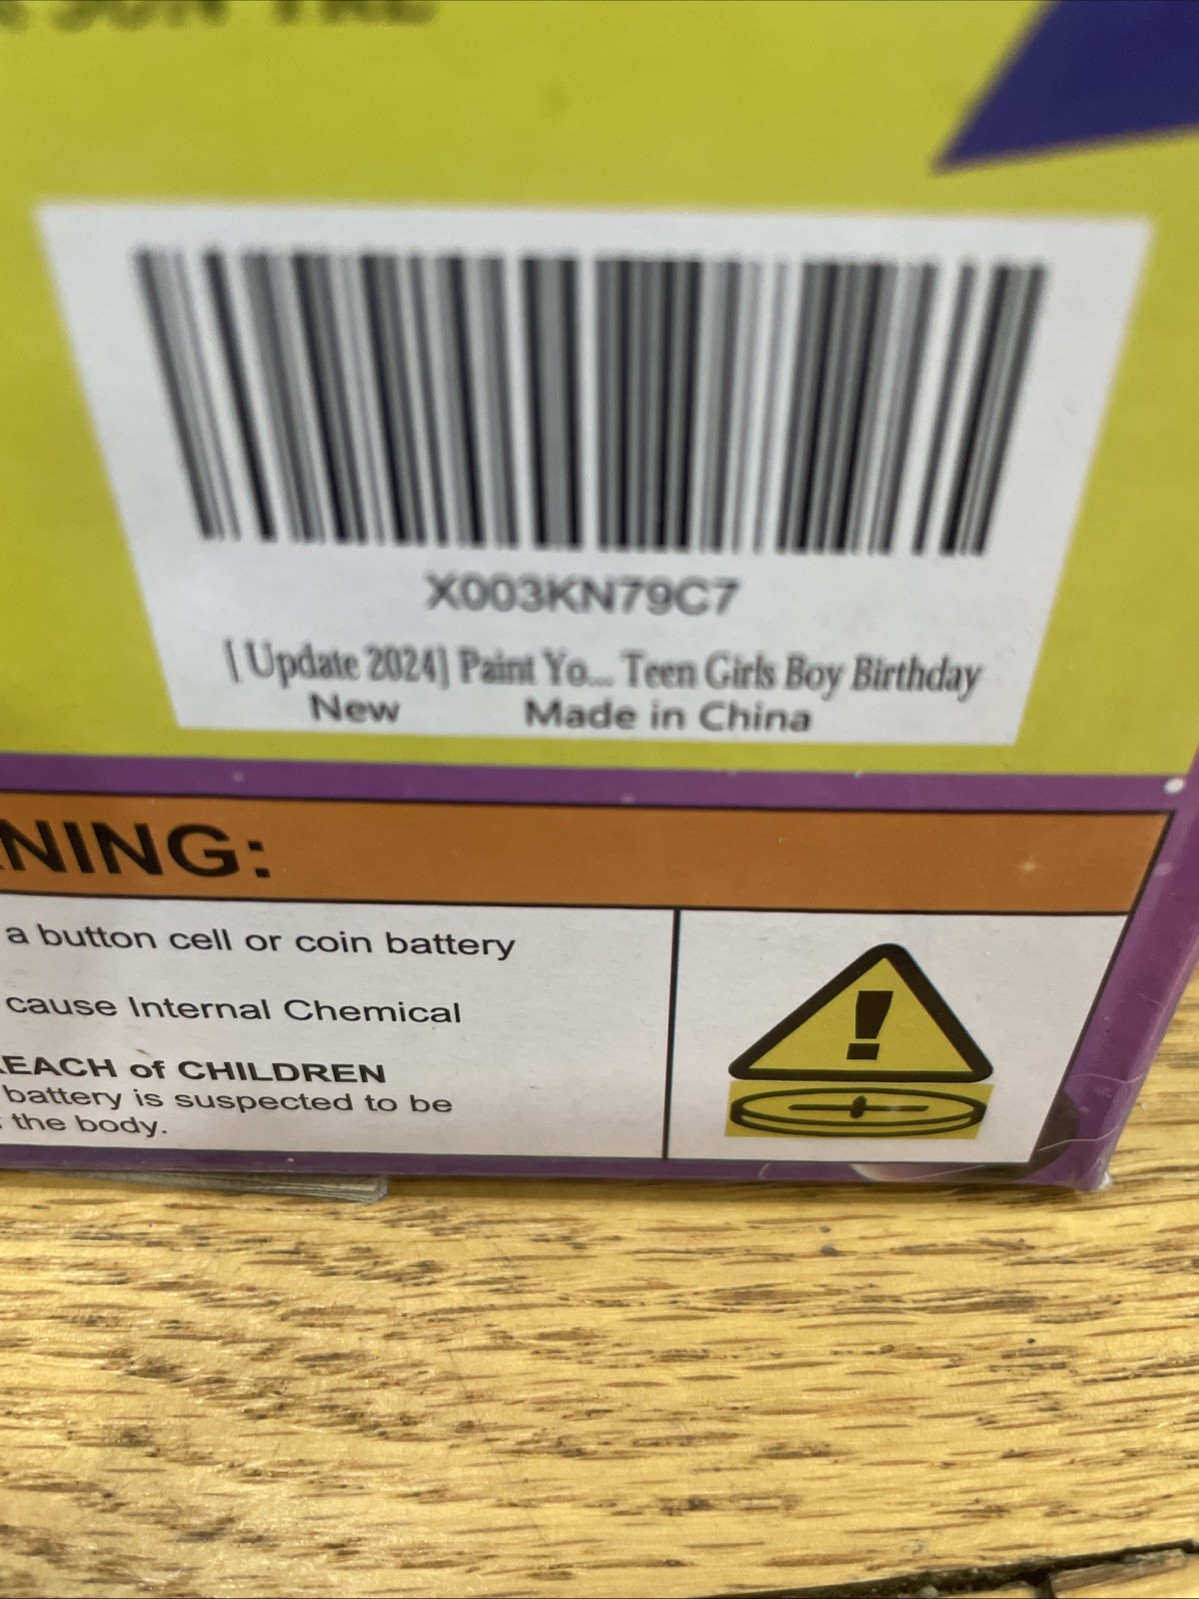 X003KN79C7
[ Update 2024] Paint Yo... Teen Girls Boy Birthday
New Made in China
NING:
a button cell or coin battery
cause Internal Chemical
REACH of CHILDREN
battery is suspected to be
the body.